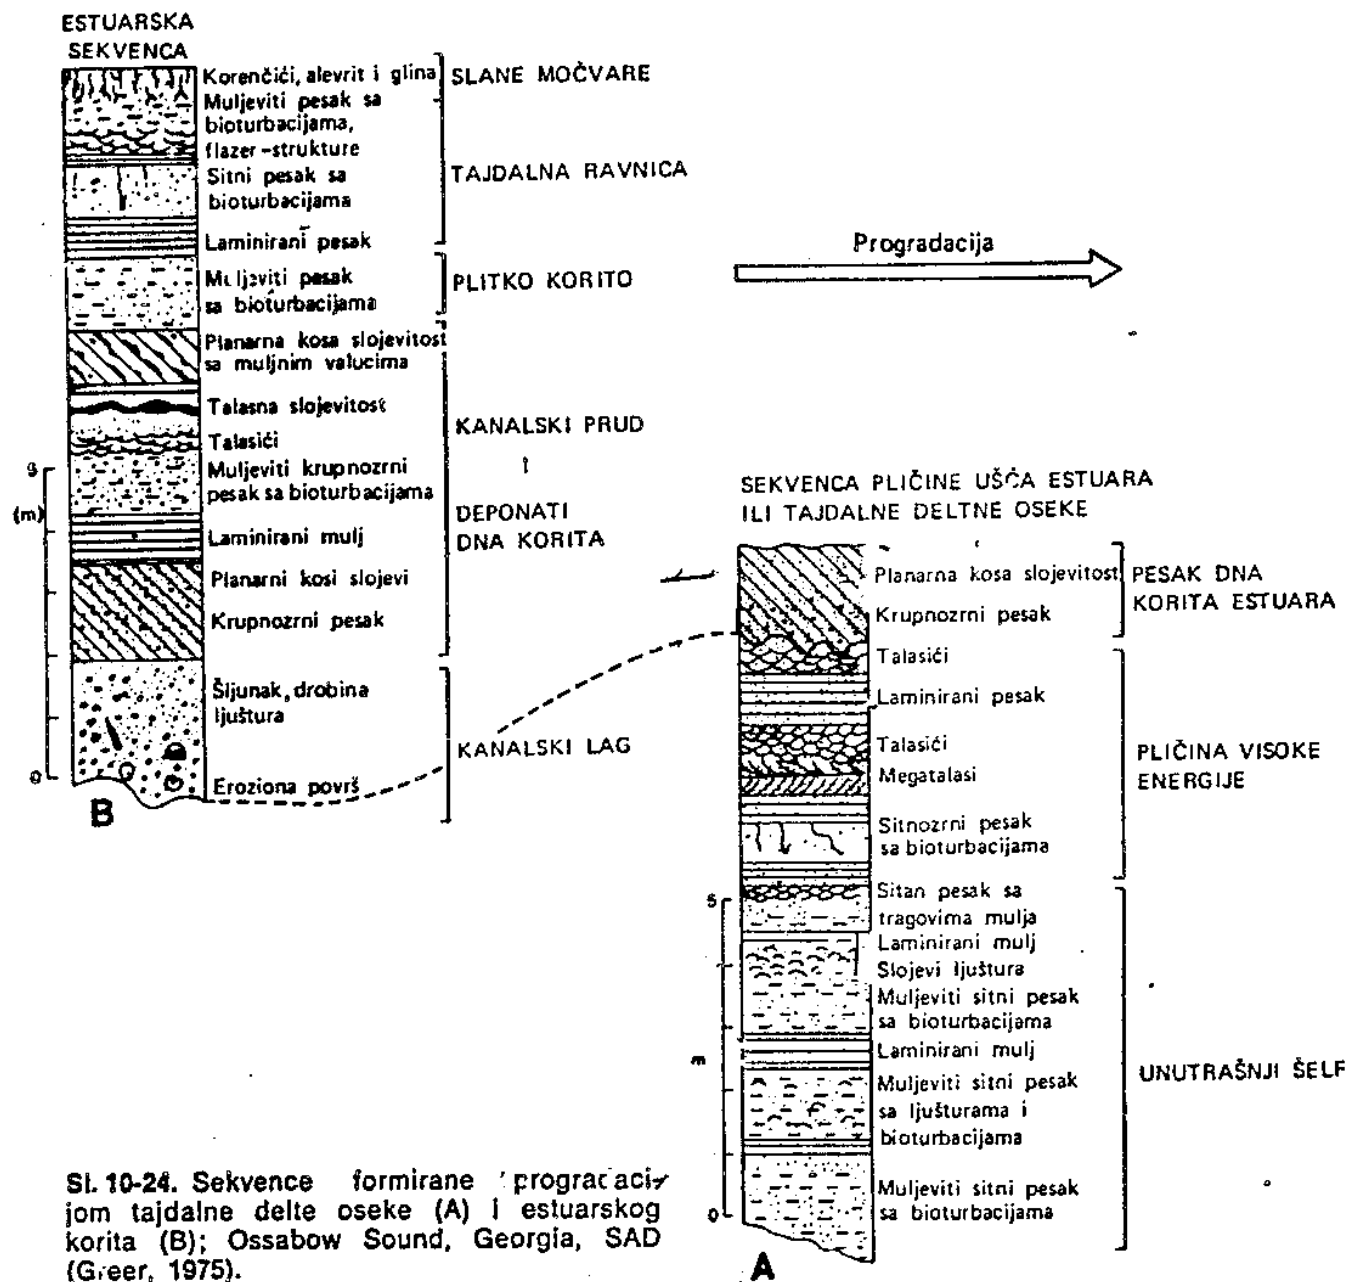 ESTUARSKA
SEKVENCA
Korenčići, alevrit i glina
Muljeviti pesak sa
bioturbacijama,
flazer-strukture
Sitni pesak sa
bioturbacijama
Laminirani pesak
Muljeviti pesak
sa bioturbacijama
Planarna kosa slojevitost
sa muljnim valucima
Talasna slojevitost
Talasići
Muljeviti krupnozrni
pesak sa bioturbacijama
Laminirani mulj
Planarni kosi slojevi
Krupnozrni pesak
Šljunak, drobina
ljuštura
Eroziona površ
SLANE MOČVARE
TAJDALNA RAVNICA
PLITKO KORITO
KANALSKI PRUD
I
DEPONATI
DNA KORITA
KANALSKI LAG
(m)
0
B
Progradacija
SEKVENCA PLIČINE UŠĆA ESTUARA
ILI TAJDALNE DELTNE OSEKE
Planarna kosa slojevitost
Krupnozrni pesak
Talasići
Laminirani pesak
Talasići
Megatalasi
Sitnozrni pesak
sa bioturbacijama
Sitan pesak sa
tragovima mulja
Laminirani mulj
Slojevi ljuštura
Muljeviti sitni pesak
sa bioturbacijama
Laminirani mulj
Muljeviti sitni pesak
sa ljušturama i
bioturbacijama
Muljeviti sitni pesak
sa bioturbacijama
PESAK DNA
KORITA ESTUARA
PLIČINA VISOKE
ENERGIJE
UNUTRAŠNJI ŠELF
5
m
0
A
Sl. 10-24. Sekvence formirane progradaci-
jom tajdalne delte oseke (A) i estuarskog
korita (B); Ossabow Sound, Georgia, SAD
(Greer, 1975).